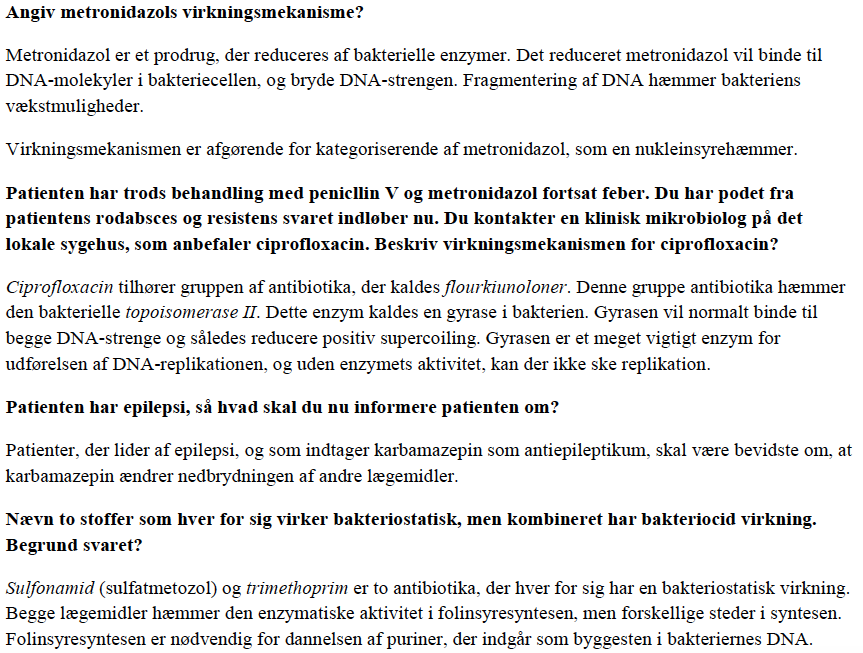 Angiv metronidazols virkningsmekanisme?
Metronidazol er et prodrug, der reduceres af bakterielle enzymer. Det reduceret metronidazol vil binde til
DNA-molekyler i bakteriecellen, og bryde DNA-strengen. Fragmentering af DNA hæmmer bakteriens
vækstmuligheder.
Virkningsmekanismen er afgørende for kategoriserende af metronidazol, som en nukleinsyrehæmmer.
Patienten har trods behandling med penicllin V og metronidazol fortsat feber. Du har podet fra
patientens rodabsces og resistens svaret indløber nu. Du kontakter en klinisk mikrobiolog på det
lokale sygehus, som anbefaler ciprofloxacin. Beskriv virkningsmekanismen for ciprofloxacin?
Ciprofloxacin tilhører gruppen af antibiotika, der kaldes flourkiunoloner. Denne gruppe antibiotika hæmmer
den bakterielle topoisomerase II. Dette enzym kaldes en gyrase i bakterien. Gyrasen vil normalt binde til
begge DNA-strenge og således reducere positiv supercoiling. Gyrasen er et meget vigtigt enzym for
udførelsen af DNA-replikationen, og uden enzymets aktivitet, kan der ikke ske replikation.
Patienten har epilepsi, så hvad skal du nu informere patienten om?
Patienter, der lider af epilepsi, og som indtager karbamazepin som antiepileptikum, skal være bevidste om, at
karbamazepin ændrer nedbrydningen af andre lægemidler.
Nævn to stoffer som hver for sig virker bakteriostatisk, men kombineret har bakteriocid virkning.
Begrund svaret?
Sulfonamid (sulfatmetozol) og trimethoprim er to antibiotika, der hver for sig har en bakteriostatisk virkning.
Begge lægemidler hæmmer den enzymatiske aktivitet i folinsyresyntesen, men forskellige steder i syntesen.
Folinsyresyntesen er nødvendig for dannelsen af puriner, der indgår som byggesten i bakteriernes DNA.